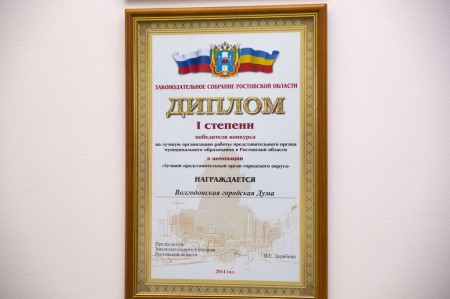 ЗАКОНОДАТЕЛЬНОЕ СОБРАНИЕ РОСТОВСКОЙ ОБЛАСТИ
ДИПЛОМ
I степени
победителя конкурса
на лучшую организацию работы представительного органа
муниципального образования в Ростовской области
в номинации
«Лучший представительный орган городского округа»
НАГРАЖДАЕТСЯ
Волгодонская городская Дума
Председатель
Законодательного Собрания
Ростовской области
В.Е. Дерябкин
2014 год